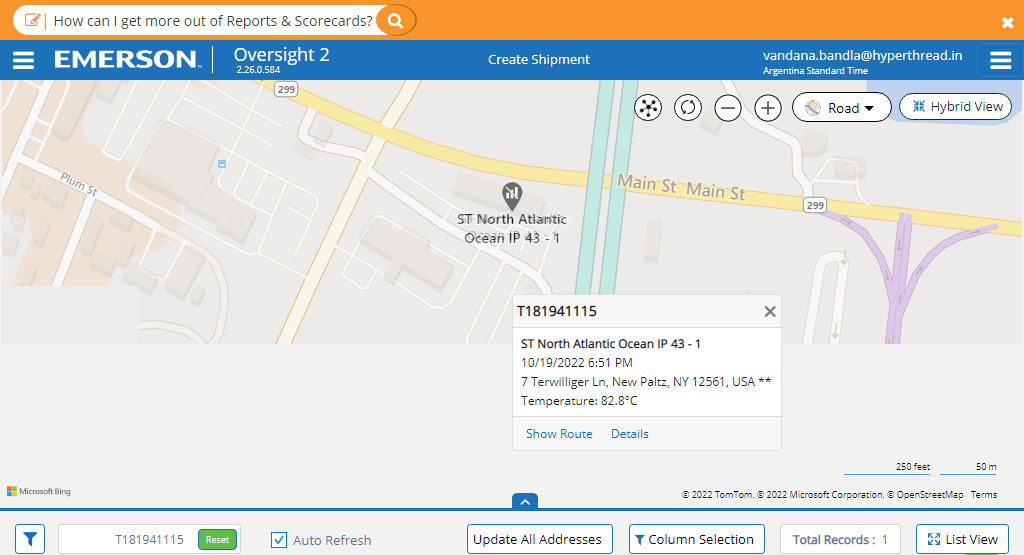 How can I get more out of Reports & Scorecards?
EMERSON
Oversight 2
2.26.0.584
Create Shipment
vandana.bandla@hyperthread.in
Argentina Standard Time
299
Road
Hybrid View
Plum St
Main St Main St
299
ST North Atlantic
Ocean IP 43 - 1
T181941115
ST North Atlantic Ocean IP 43 - 1
10/19/2022 6:51 PM
7 Terwilliger Ln, New Paltz, NY 12561, USA **
Temperature: 82.8°C
Show Route Details
250 feet 50 m
Microsoft Bing
© 2022 TomTom, © 2022 Microsoft Corporation, © OpenStreetMap Terms
T181941115 Reset
Auto Refresh
Update All Addresses
Column Selection
Total Records : 1
List View